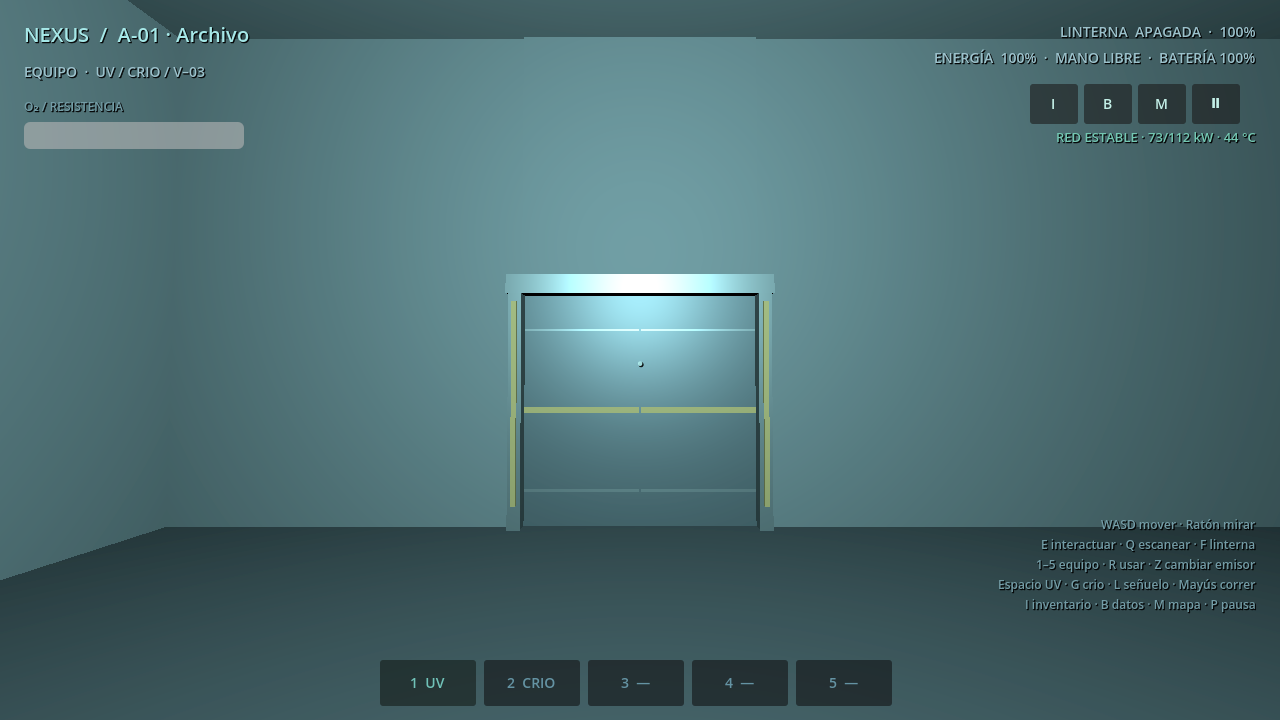 NEXUS / A-01 · Archivo
EQUIPO · UV / CRIO / V-03
O₂ / RESISTENCIA
LINTERNA APAGADA · 100%
ENERGÍA 100% · MANO LIBRE · BATERÍA 100%
I B M II
RED ESTABLE · 73/112 kW · 44 °C
WASD mover · Ratón mirar
E interactuar · Q escanear · F linterna
1–5 equipo · R usar · Z cambiar emisor
Espacio UV · G crio · L señuelo · Mayús correr
I inventario · B datos · M mapa · P pausa
1 UV 2 CRIO 3 — 4 — 5 —